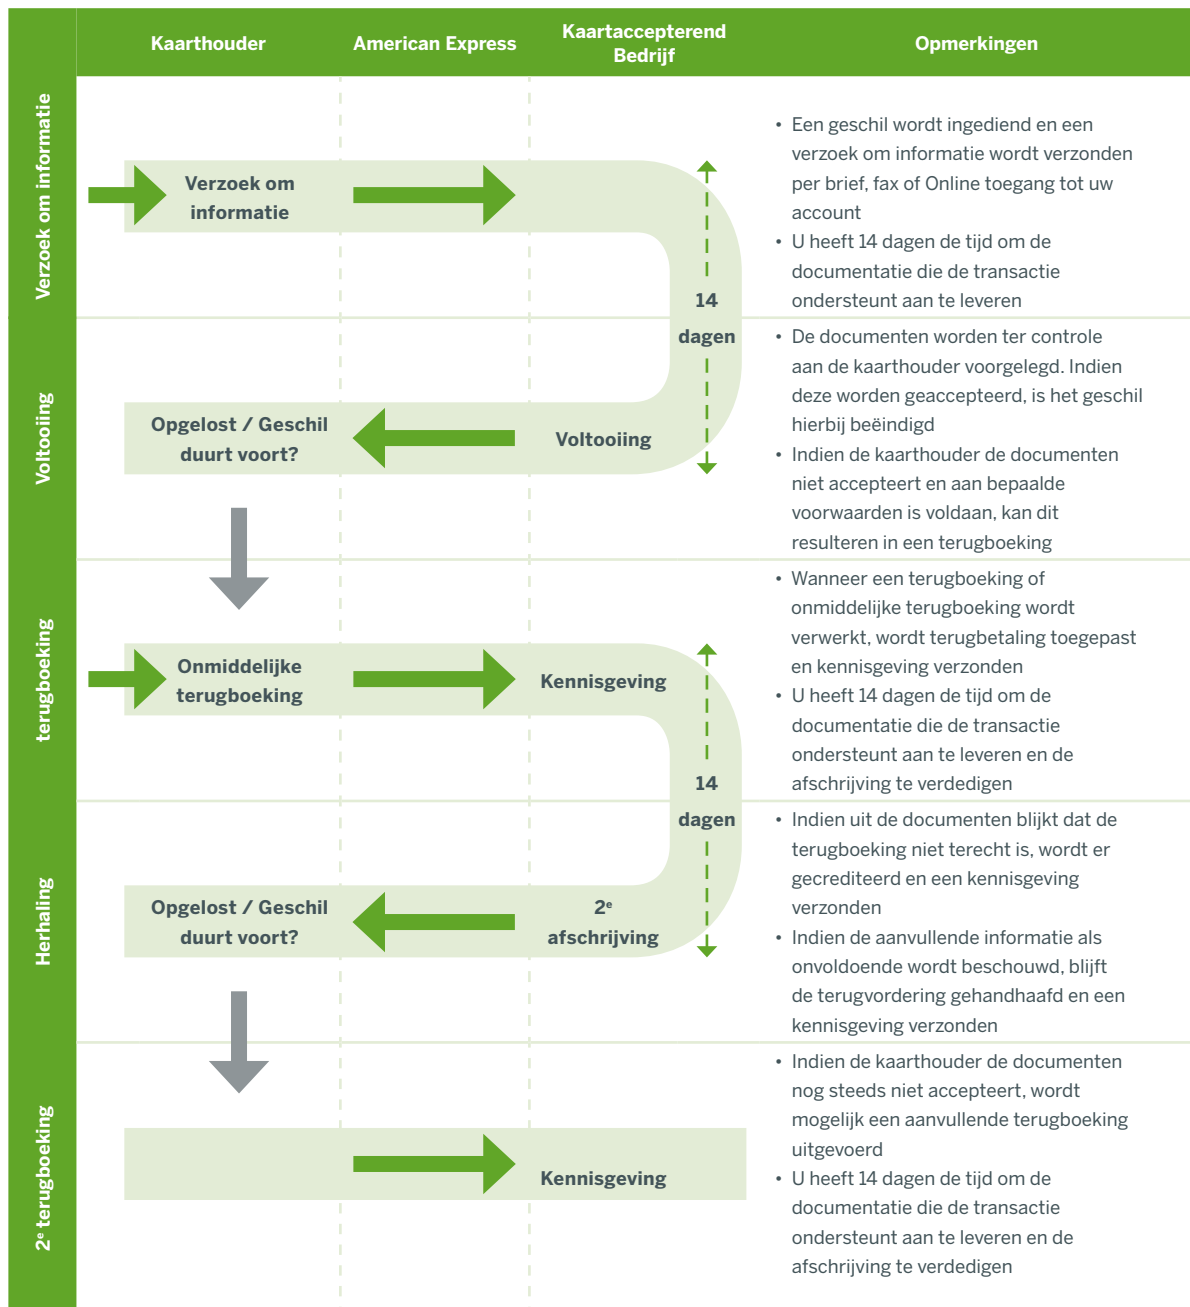 Kaarthouder
American Express
Kaartaccepterend
Bedrijf
Opmerkingen
Verzoek om informatie
Verzoek om
informatie
14
dagen
• Een geschil wordt ingediend en een
verzoek om informatie wordt verzonden
per brief, fax of Online toegang tot uw
account
• U heeft 14 dagen de tijd om de
documentatie die de transactie
ondersteunt aan te leveren
Voltooiing
Opgelost / Geschil
duurt voort?
Voltooiing
• De documenten worden ter controle
aan de kaarthouder voorgelegd. Indien
deze worden geaccepteerd, is het geschil
hierbij beëindigd
• Indien de kaarthouder de documenten
niet accepteert en aan bepaalde
voorwaarden is voldaan, kan dit
resulteren in een terugboeking
terugboeking
Onmiddelijke
terugboeking
Kennisgeving
14
dagen
• Wanneer een terugboeking of
onmiddelijke terugboeking wordt
verwerkt, wordt terugbetaling toegepast
en kennisgeving verzonden
• U heeft 14 dagen de tijd om de
documentatie die de transactie
ondersteunt aan te leveren en de
afschrijving te verdedigen
Herhaling
Opgelost / Geschil
duurt voort?
2ᵉ
afschrijving
• Indien uit de documenten blijkt dat de
terugboeking niet terecht is, wordt er
gecrediteerd en een kennisgeving
verzonden
• Indien de aanvullende informatie als
onvoldoende wordt beschouwd, blijft
de terugvordering gehandhaafd en een
kennisgeving verzonden
2ᵉ terugboeking
Kennisgeving
• Indien de kaarthouder de documenten
nog steeds niet accepteert, wordt
mogelijk een aanvullende terugboeking
uitgevoerd
• U heeft 14 dagen de tijd om de
documentatie die de transactie
ondersteunt aan te leveren en de
afschrijving te verdedigen